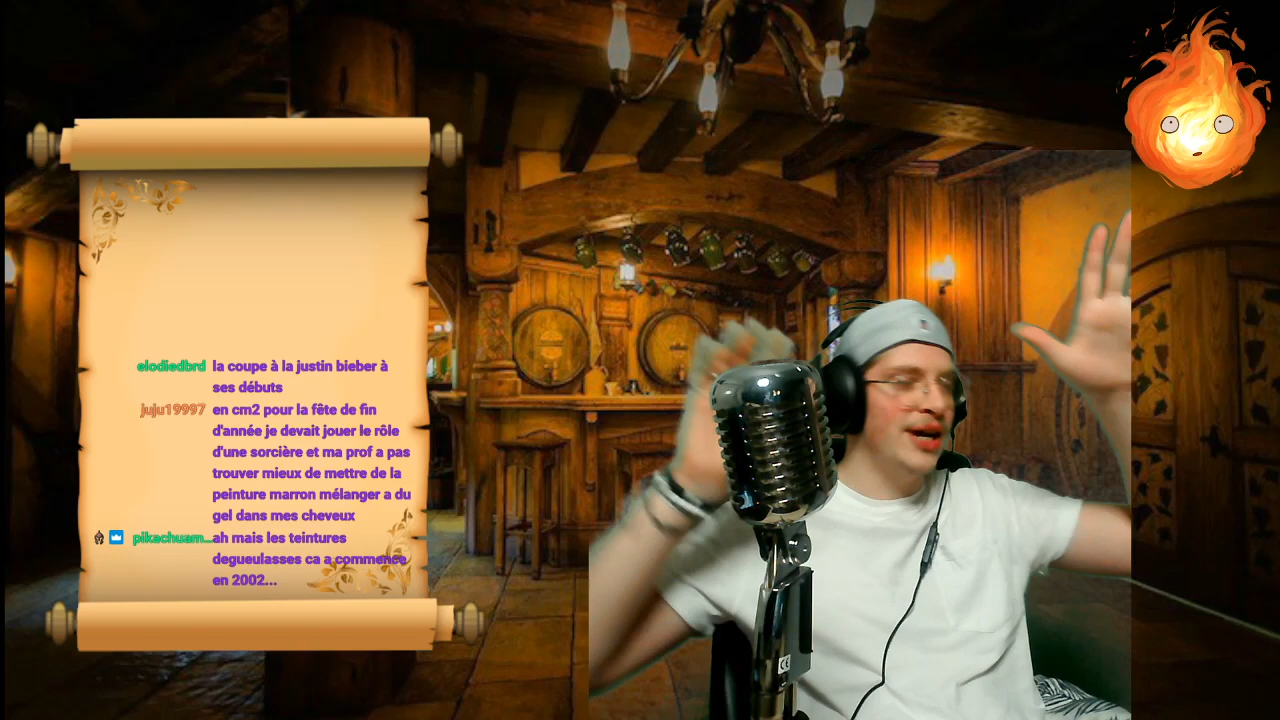 elodiedbrd la coupe à la justin bieber à
ses débuts
juju19997 en cm2 pour la fête de fin
d'année je devait jouer le rôle
d'une sorcière et ma prof a pas
trouver mieux de mettre de la
peinture marron mélanger a du
gel dans mes cheveux
pikachuam... ah mais les teintures
degueulasses ca a commence
en 2002...
CE